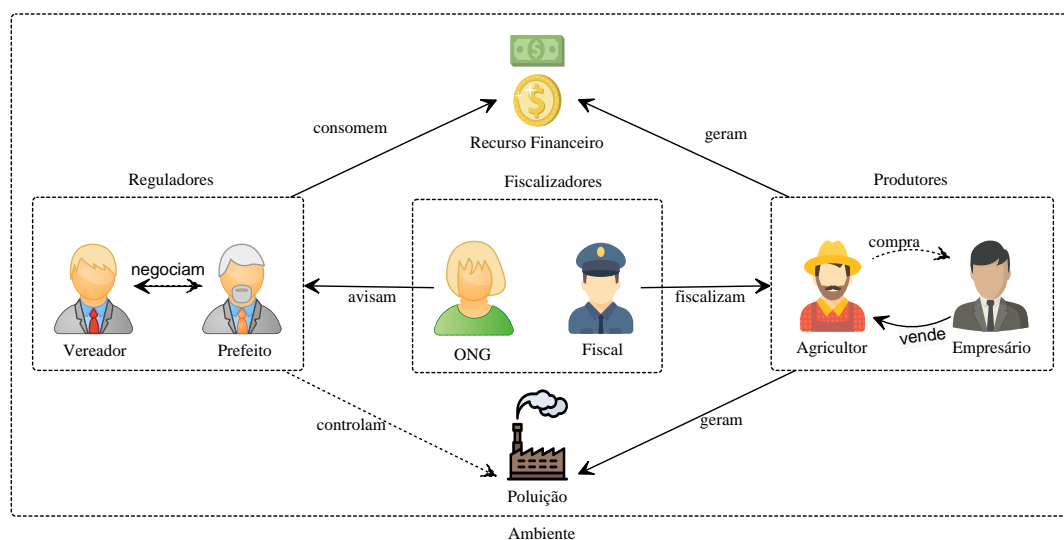 consomem
Recurso Financeiro
geram
Reguladores
Fiscalizadores
Produtores
negociam
Vereador
Prefeito
avisam
ONG
Fiscal
fiscalizam
compra
vende
Agricultor
Empresário
controlam
geram
Poluição
Ambiente